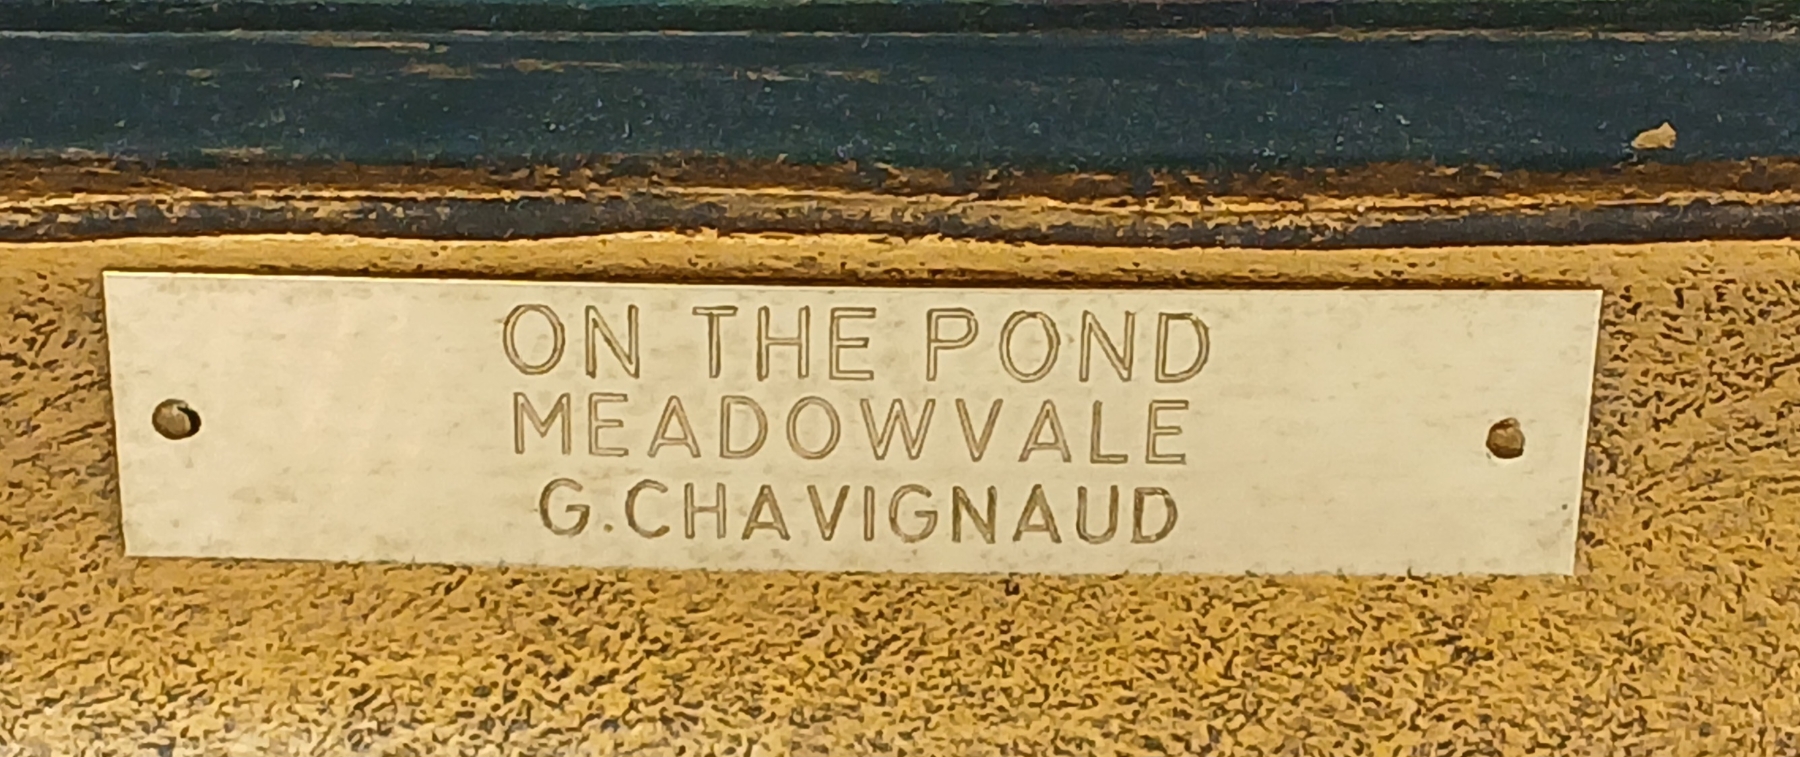 ON THE POND
MEADOWVALE
G.CHAVIGNAUD